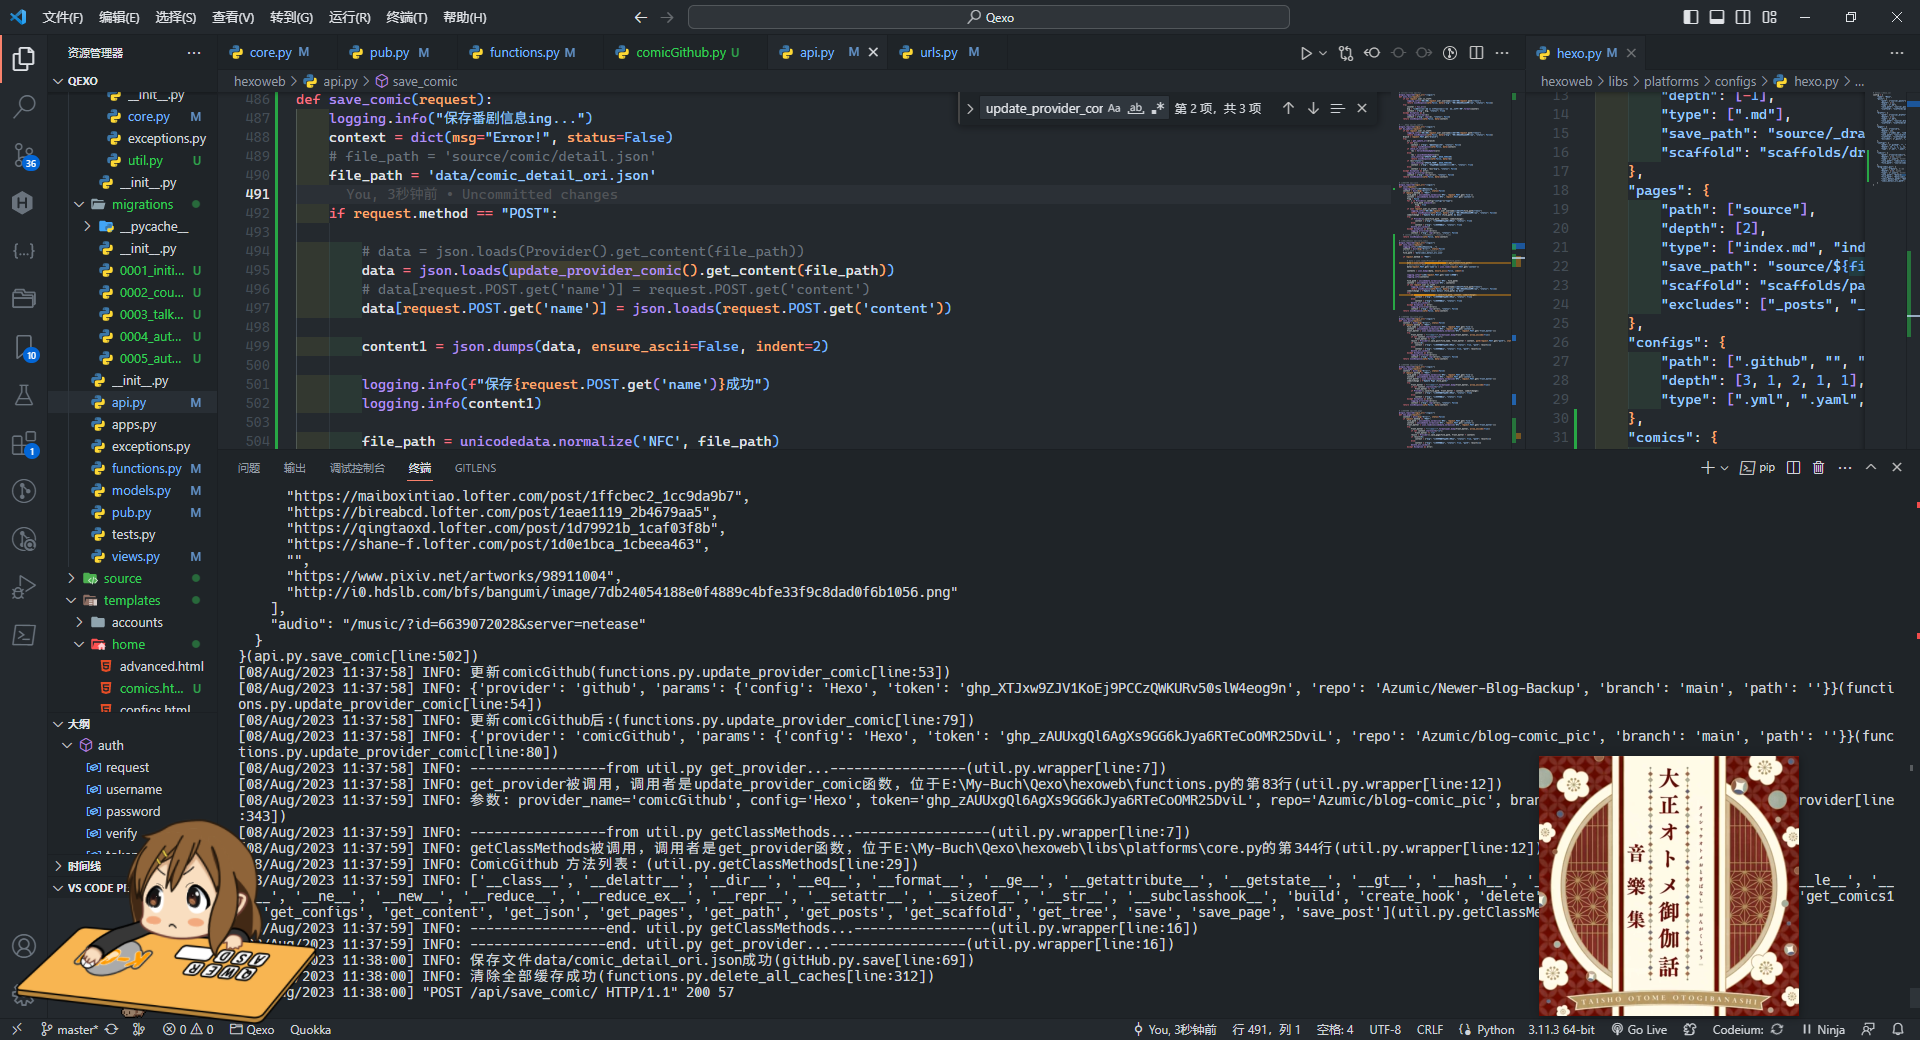 文件(F) 编辑(E) 选择(S) 查看(V) 转到(G) 运行(R) 终端(T) 帮助(H)
Qexo
资源管理器
QEXO
__init__.py
core.py M
exceptions.py
util.py U
__init__.py
migrations
__pycache__
__init__.py
0001_initi... U
0002_cou... U
0003_talk... U
0004_aut... U
0005_aut... U
__init__.py
api.py M
apps.py
exceptions.py
functions.py M
models.py M
pub.py M
tests.py
views.py M
source
templates
accounts
home
advanced.html
comics.ht... U
configs.html
大纲
auth
request
username
password
verify
时间线
VS CODE PE
36
10
1
core.py M pub.py M functions.py M comicGithub.py U api.py M urls.py M
hexoweb > api.py > save_comic
update_provider_cor Aa ab 第 2 项，共 3 项
486 def save_comic(request):
487 logging.info("保存番剧信息ing...")
488 context = dict(msg="Error!", status=False)
489 # file_path = 'source/comic/detail.json'
490 file_path = 'data/comic_detail_ori.json'
491 You, 3秒钟前 • Uncommitted changes
492 if request.method == "POST":
493
494 # data = json.loads(Provider().get_content(file_path))
495 data = json.loads(update_provider_comic().get_content(file_path))
496 # data[request.POST.get('name')] = request.POST.get('content')
497 data[request.POST.get('name')] = json.loads(request.POST.get('content'))
498
499 content1 = json.dumps(data, ensure_ascii=False, indent=2)
500
501 logging.info(f"保存{request.POST.get('name')}成功")
502 logging.info(content1)
503
504 file_path = unicodedata.normalize('NFC', file_path)
hexo.py M
hexoweb > libs > platforms > configs > hexo.py > ...
13 "depth": [-1],
14 "type": [".md"],
15 "save_path": "source/_dra
16 "scaffold": "scaffolds/dr
17 },
18 "pages": {
19 "path": ["source"],
20 "depth": [2],
21 "type": ["index.md", "ind
22 "save_path": "source/${fi
23 "scaffold": "scaffolds/pa
24 "excludes": ["_posts", "_
25 },
26 "configs": {
27 "path": [".github", "", "
28 "depth": [3, 1, 2, 1, 1],
29 "type": [".yml", ".yaml",
30 },
31 "comics": {
问题 输出 调试控制台 终端 GITLENS
pip
"https://maiboxintiao.lofter.com/post/1ffcbec2_1cc9da9b7",
"https://bireabcd.lofter.com/post/1eae1119_2b4679aa5",
"https://qingtaoxd.lofter.com/post/1d79921b_1caf03f8b",
"https://shane-f.lofter.com/post/1d0e1bca_1cbeea463",
"",
"https://www.pixiv.net/artworks/98911004",
"http://i0.hdslb.com/bfs/bangumi/image/7db24054188e0f4889c4bfe33f9c8dad0f6b1056.png"
],
"audio": "/music/?id=6639072028&server=netease"
}
}(api.py.save_comic[line:502])
[08/Aug/2023 11:37:58] INFO: 更新comicGithub(functions.py.update_provider_comic[line:53])
[08/Aug/2023 11:37:58] INFO: {'provider': 'github', 'params': {'config': 'Hexo', 'token': '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', 'repo': 'Azumic/Newer-Blog-Backup', 'branch': 'main', 'path': ''}}(functi
ons.py.update_provider_comic[line:54])
[08/Aug/2023 11:37:58] INFO: 更新comicGithub后:(functions.py.update_provider_comic[line:79])
[08/Aug/2023 11:37:58] INFO: {'provider': 'comicGithub', 'params': {'config': 'Hexo', 'token': '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', 'repo': 'Azumic/blog-comic_pic', 'branch': 'main', 'path': ''}}(func
tions.py.update_provider_comic[line:80])
[08/Aug/2023 11:37:58] INFO: -----------------from util.py get_provider...-----------------(util.py.wrapper[line:7])
[08/Aug/2023 11:37:58] INFO: get_provider被调用，调用者是update_provider_comic函数，位于E:\My-Buch\Qexo\hexoweb\functions.py的第83行(util.py.wrapper[line:12])
[08/Aug/2023 11:37:59] INFO: 参数: provider_name='comicGithub', config='Hexo', token='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', repo='Azumic/blog-comic_pic', bran rovider[line
:343])
[08/Aug/2023 11:37:59] INFO: -----------------from util.py getClassMethods...-----------------(util.py.wrapper[line:7])
[08/Aug/2023 11:37:59] INFO: getClassMethods被调用，调用者是get_provider函数，位于E:\My-Buch\Qexo\hexoweb\libs\platforms\core.py的第344行(util.py.wrapper[line:12])
[08/Aug/2023 11:37:59] INFO: ComicGithub 方法列表: (util.py.getClassMethods[line:29])
8/Aug/2023 11:37:59] INFO: ['__class__', '__delattr__', '__dir__', '__eq__', '__format__', '__ge__', '__getattribute__', '__getstate__', '__gt__', '__hash__', '_ __le__', '__
__', '__ne__', '__new__', '__reduce__', '__reduce_ex__', '__repr__', '__setattr__', '__sizeof__', '__str__', '__subclasshook__', 'build', 'create_hook', 'delete' 'get_comics1
'get_configs', 'get_content', 'get_json', 'get_pages', 'get_path', 'get_posts', 'get_scaffold', 'get_tree', 'save', 'save_page', 'save_post'](util.py.getClassMe
/2023 11:37:59] INFO: -----------------end. util.py getClassMethods...-----------------(util.py.wrapper[line:16])
/2023 11:37:59] INFO: -----------------end. util.py get_provider...-----------------(util.py.wrapper[line:16])
g/2023 11:38:00] INFO: 保存文件data/comic_detail_ori.json成功(gitHub.py.save[line:69])
ug/2023 11:38:00] INFO: 清除全部缓存成功(functions.py.delete_all_caches[line:312])
Aug/2023 11:38:00] "POST /api/save_comic/ HTTP/1.1" 200 57
大正オトメ御伽話
音樂集
TAISHO OTOME OTOGIBANASHI
master* 0 0 Qexo Quokka You, 3秒钟前 行 491，列 1 空格: 4 UTF-8 CRLF Python 3.11.3 64-bit Go Live Codeium: Ninja